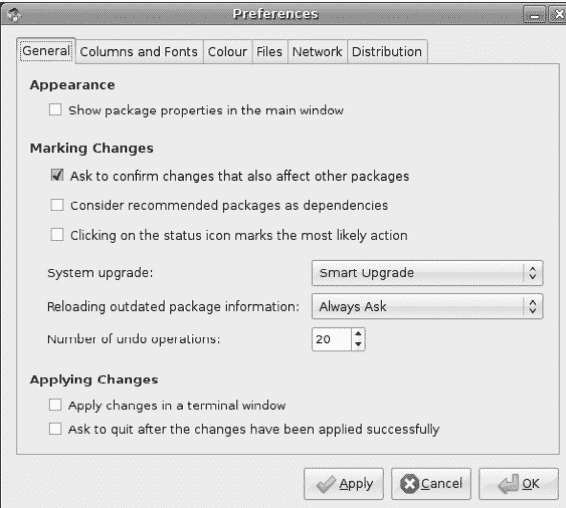 Preferences
General Columns and Fonts Colour Files Network Distribution
Appearance
Show package properties in the main window
Marking Changes
Ask to confirm changes that also affect other packages
Consider recommended packages as dependencies
Clicking on the status icon marks the most likely action
System upgrade: Smart Upgrade
Reloading outdated package information: Always Ask
Number of undo operations: 20
Applying Changes
Apply changes in a terminal window
Ask to quit after the changes have been applied successfully
Apply Cancel OK